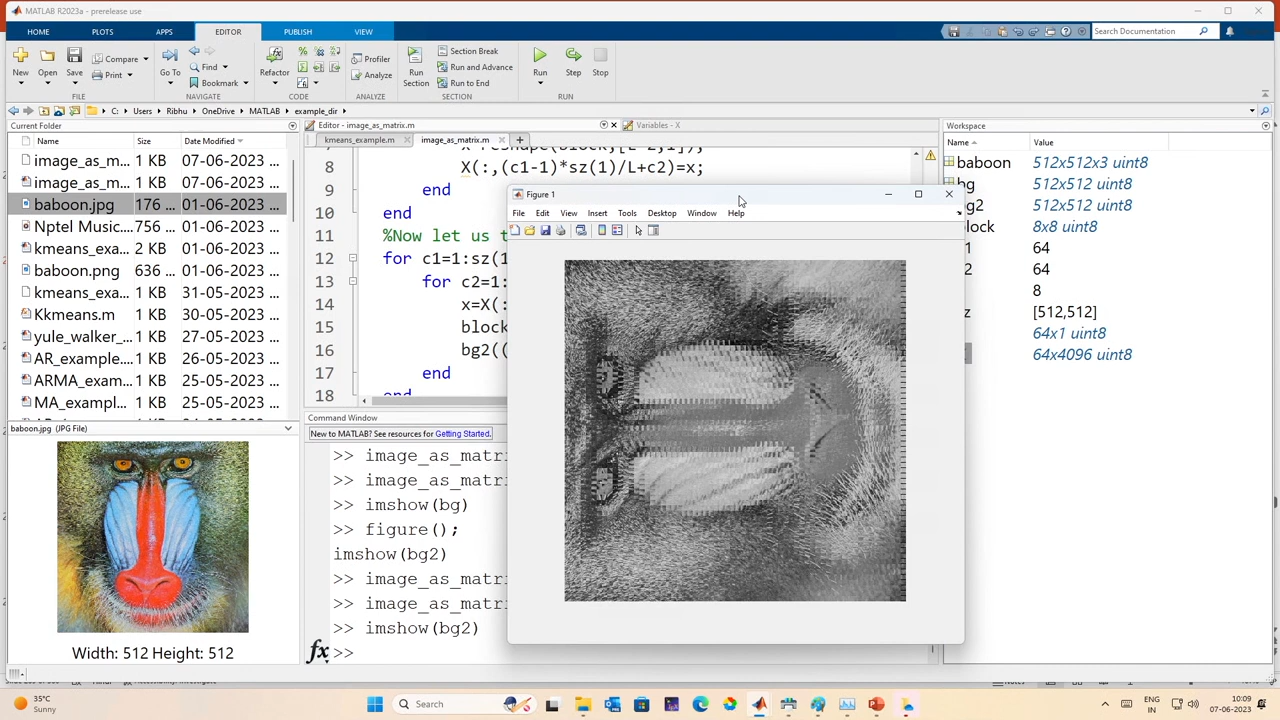 MATLAB R2023a - prerelease use
HOME PLOTS APPS EDITOR PUBLISH VIEW Search Documentation
New Open Save Compare Print Go To Find Bookmark Refactor Profiler Analyze Run Section Section Break Run and Advance Run to End Run Step Stop
FILE NAVIGATE CODE ANALYZE SECTION RUN
C: Users Ribhu OneDrive MATLAB example_dir
Current Folder
Name Size Date Modified
image_as_m... 1 KB 07-06-2023 ...
image_as_m... 1 KB 07-06-2023 ...
baboon.jpg 176 ... 01-06-2023 ...
Nptel Music... 756 ... 01-06-2023 ...
kmeans_exa... 2 KB 01-06-2023 ...
baboon.png 636 ... 01-06-2023 ...
kmeans_exa... 1 KB 31-05-2023 ...
Kkmeans.m 1 KB 30-05-2023 ...
yule_walker_... 1 KB 27-05-2023 ...
AR_example... 1 KB 26-05-2023 ...
ARMA_exam... 1 KB 25-05-2023 ...
MA_exampl... 1 KB 25-05-2023 ...
baboon.jpg (JPG File)
Width: 512 Height: 512
Editor - image_as_matrix.m Variables - X
kmeans_example.m image_as_matrix.m
8 X(:,(c1-1)*sz(1)/L+c2)=x;
9 end
10 end
11 %Now let us t
12 for c1=1:sz(1
13 for c2=1:
14 x=X(:
15 block
16 bg2((
17 end
18 end
Command Window
New to MATLAB? See resources for Getting Started.
>> image_as_matri
>> image_as_matri
>> imshow(bg)
>> figure();
imshow(bg2)
>> image_as_matri
>> image_as_matri
>> imshow(bg2)
fx >>
Figure 1
File Edit View Insert Tools Desktop Window Help
Workspace
Name Value
baboon 512x512x3 uint8
bg 512x512 uint8
g2 512x512 uint8
lock 8x8 uint8
1 64
2 64
8
z [512,512]
64x1 uint8
64x4096 uint8
35°C
Sunny
Search
ENG
IN
10:09
07-06-2023